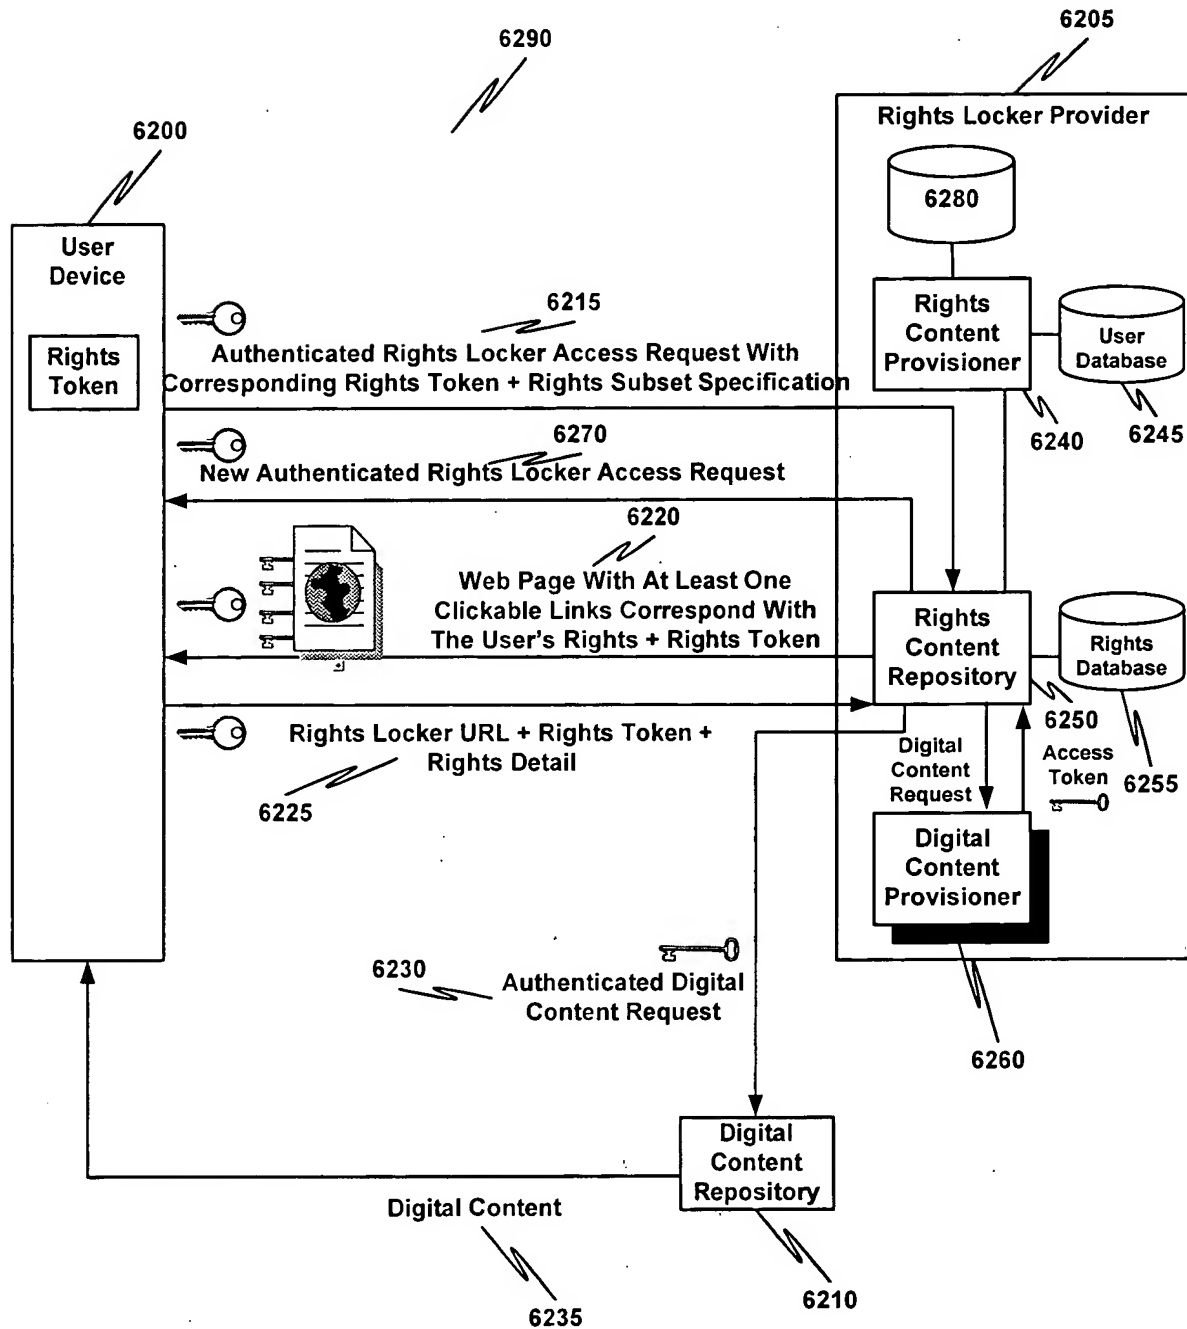 6290
6205
6200
Rights Locker Provider
6280
User
Device
Rights
Token
6215
Authenticated Rights Locker Access Request With
Corresponding Rights Token + Rights Subset Specification
Rights
Content
Provisioner
User
Database
6240
6245
6270
New Authenticated Rights Locker Access Request
6220
Web Page With At Least One
Clickable Links Correspond With
The User's Rights + Rights Token
Rights
Content
Repository
Rights
Database
6250
6255
Rights Locker URL + Rights Token +
Rights Detail
6225
Digital
Content
Request
Access
Token
Digital
Content
Provisioner
6230
Authenticated Digital
Content Request
6260
Digital
Content
Repository
Digital Content
6235
6210